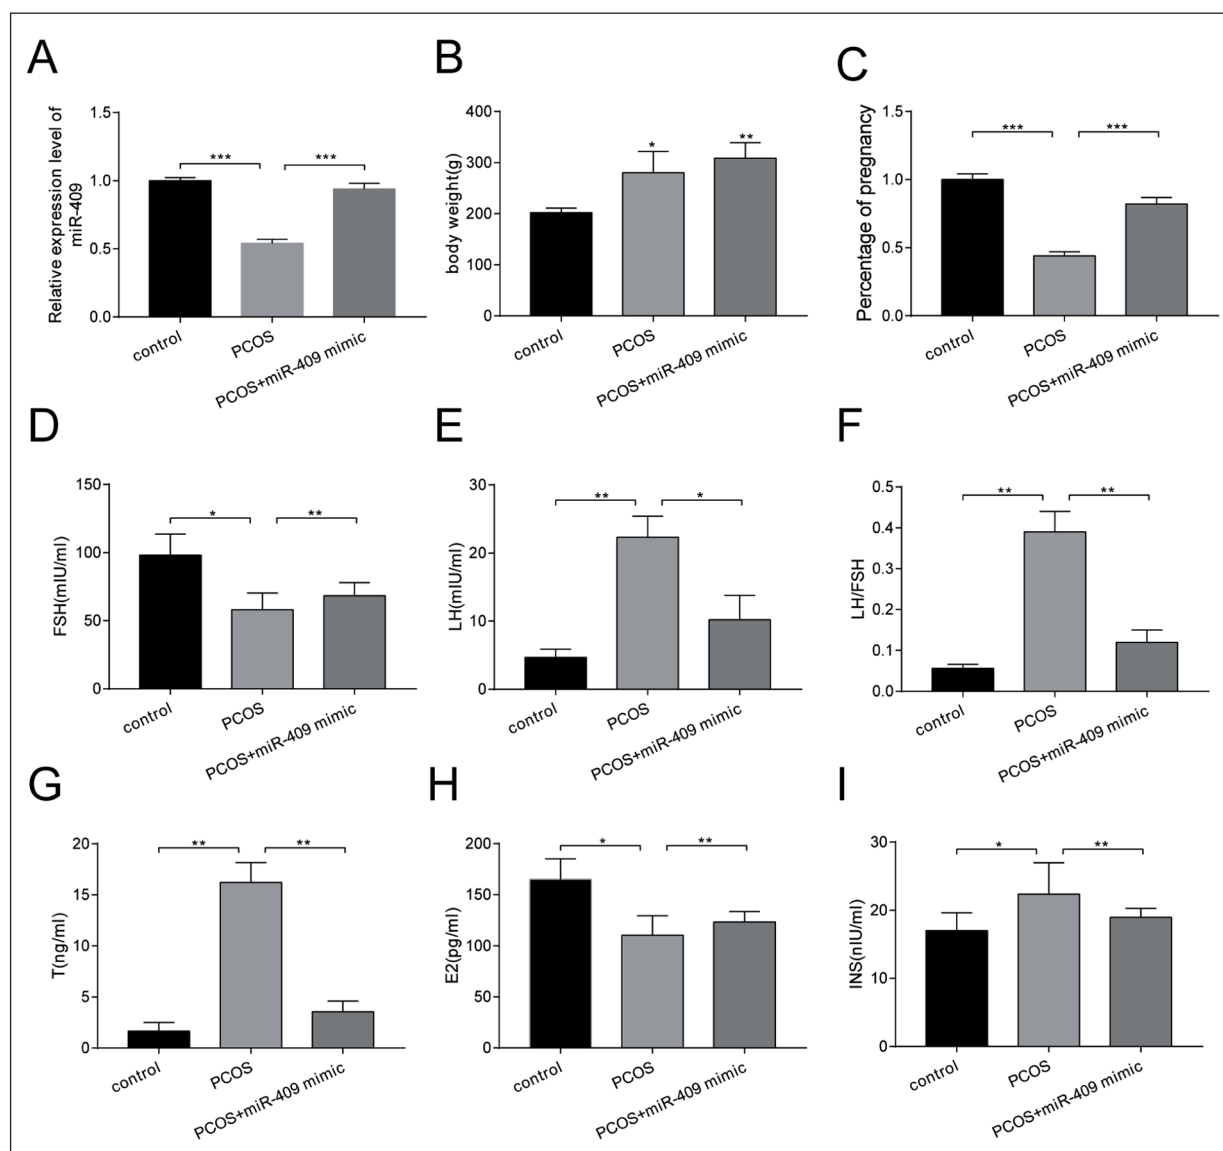 A
Relative expression level of
miR-409
1.5
1.0
0.5
0.0
***
***
control
PCOS
PCOS+miR-409 mimic
B
body weight(g)
400
300
200
100
0
*
**
control
PCOS
PCOS+miR-409 mimic
C
Percentage of pregnancy
1.5
1.0
0.5
0.0
***
***
control
PCOS
PCOS+miR-409 mimic
D
FSH(mIU/ml)
150
100
50
0
*
**
control
PCOS
PCOS+miR-409 mimic
E
LH(mIU/ml)
30
20
10
0
**
*
control
PCOS
PCOS+miR-409 mimic
F
LH/FSH
0.5
0.4
0.3
0.2
0.1
0.0
**
**
control
PCOS
PCOS+miR-409 mimic
G
T(ng/ml)
20
15
10
5
0
**
**
control
PCOS
PCOS+miR-409 mimic
H
E2(pg/ml)
200
150
100
50
0
*
**
control
PCOS
PCOS+miR-409 mimic
I
INS(nIU/ml)
30
20
10
0
*
**
control
PCOS
PCOS+miR-409 mimic